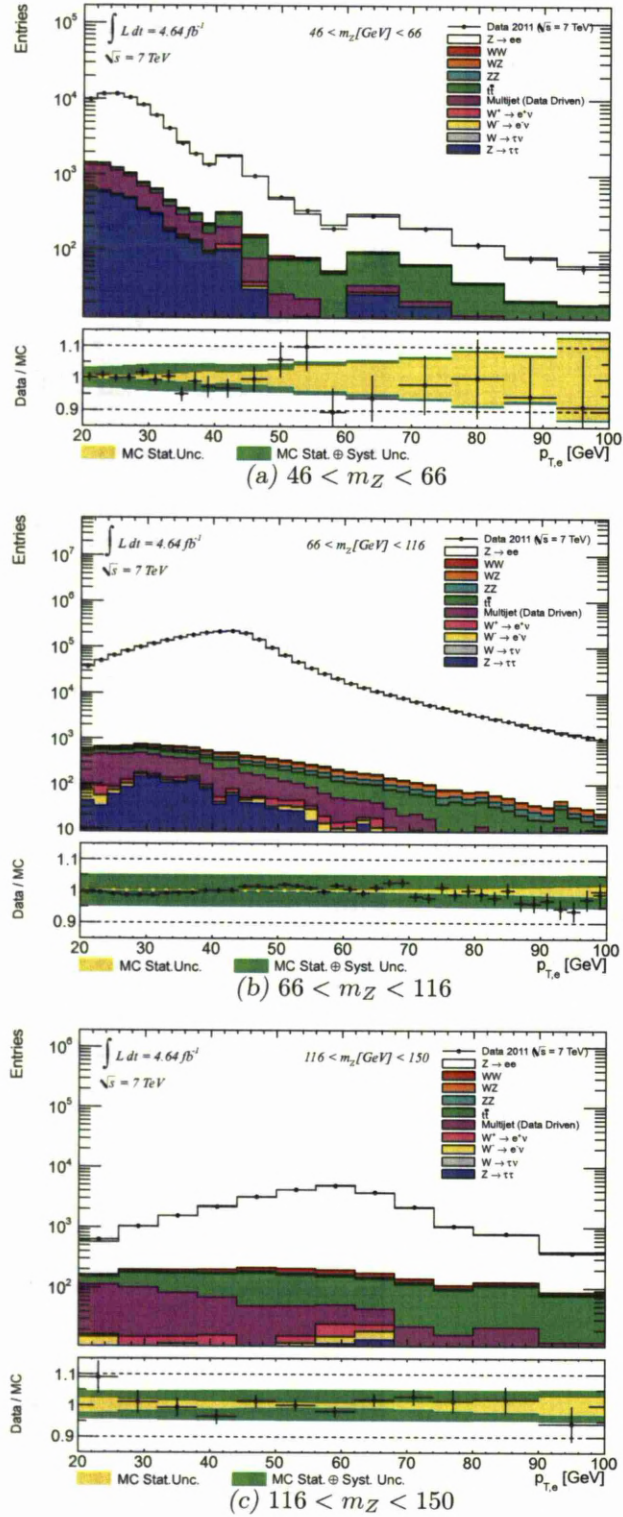 Entries
10⁵
10⁴
10³
10²
∫ L dt = 4.64 fb⁻¹
√s = 7 TeV
46 < m_Z [GeV] < 66
Data 2011 (√s = 7 TeV)
Z → ee
WW
WZ
ZZ
tt̄
Multijet (Data Driven)
W⁺ → e⁺ν
W⁻ → e⁻ν
W → τν
Z → ττ
Data / MC
1.1
1
0.9
20 30 40 50 60 70 80 90 100
p_T,e [GeV]
MC Stat.Unc. MC Stat.⊕ Syst. Unc.
(a) 46 < m_Z < 66
Entries
10⁷
10⁶
10⁵
10⁴
10³
10²
10
∫ L dt = 4.64 fb⁻¹
√s = 7 TeV
66 < m_Z [GeV] < 116
Data 2011 (√s = 7 TeV)
Z → ee
WW
WZ
ZZ
tt̄
Multijet (Data Driven)
W⁺ → e⁺ν
W⁻ → e⁻ν
W → τν
Z → ττ
Data / MC
1.1
1
0.9
20 30 40 50 60 70 80 90 100
p_T,e [GeV]
MC Stat.Unc. MC Stat.⊕ Syst. Unc.
(b) 66 < m_Z < 116
Entries
10⁶
10⁵
10⁴
10³
10²
∫ L dt = 4.64 fb⁻¹
√s = 7 TeV
116 < m_Z [GeV] < 150
Data 2011 (√s = 7 TeV)
Z → ee
WW
WZ
ZZ
tt̄
Multijet (Data Driven)
W⁺ → e⁺ν
W⁻ → e⁻ν
W → τν
Z → ττ
Data / MC
1.1
1
0.9
20 30 40 50 60 70 80 90 100
p_T,e [GeV]
MC Stat.Unc. MC Stat.⊕ Syst. Unc.
(c) 116 < m_Z < 150